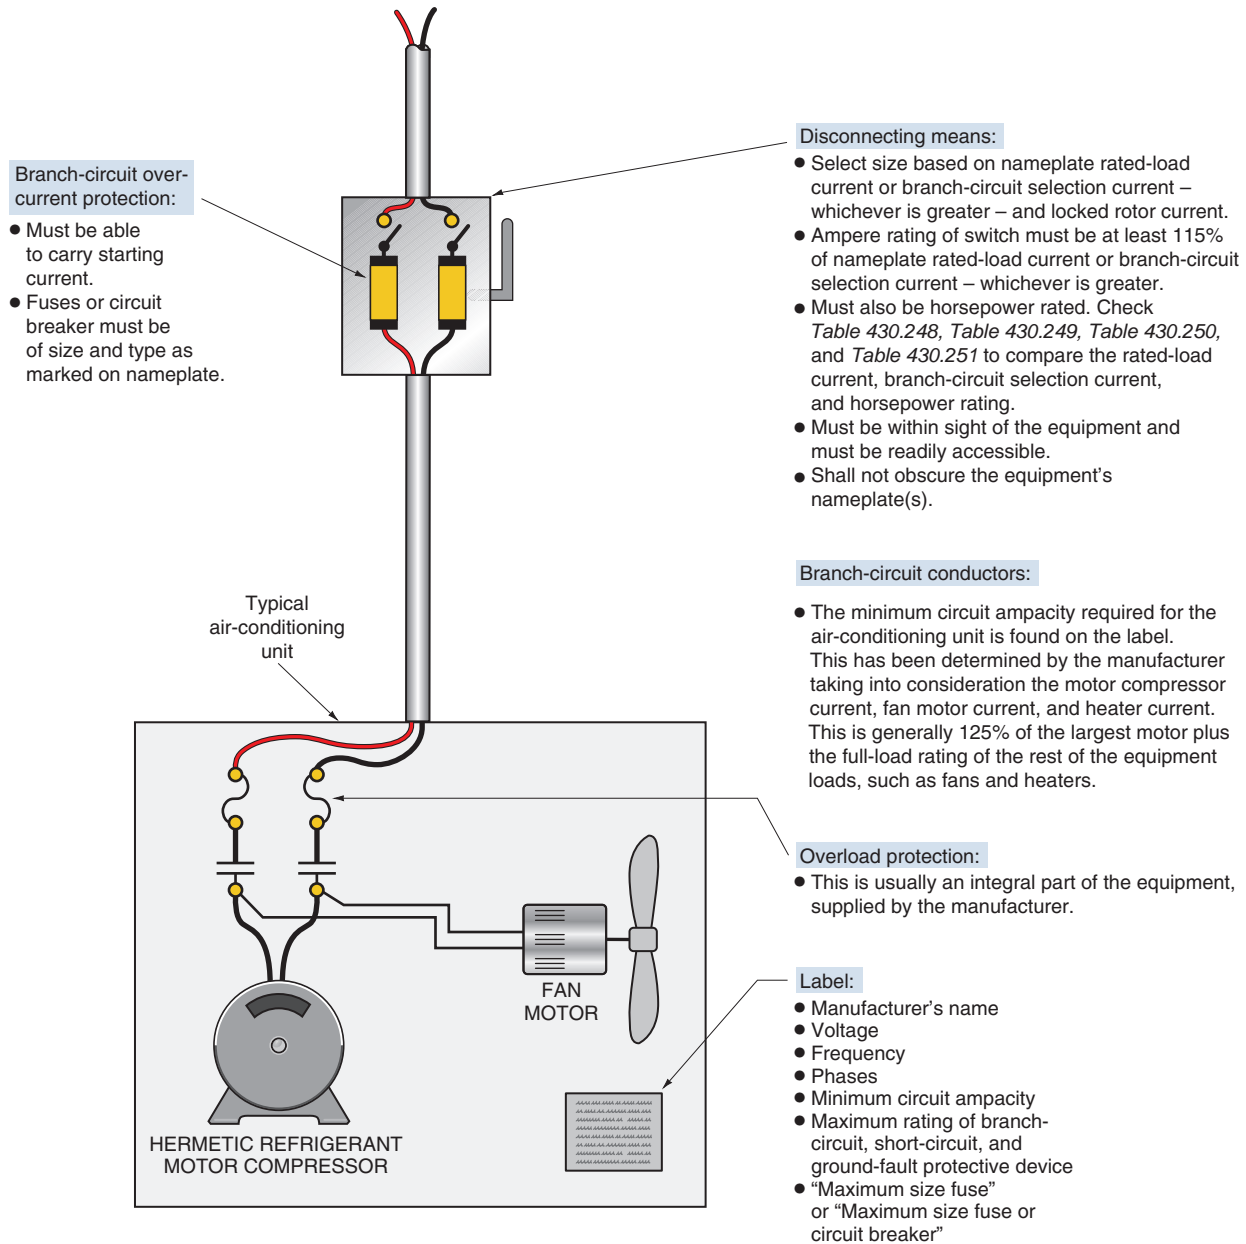 Branch-circuit over-
current protection:
● Must be able
to carry starting
current.
● Fuses or circuit
breaker must be
of size and type as
marked on nameplate.
Disconnecting means:
● Select size based on nameplate rated-load
current or branch-circuit selection current –
whichever is greater – and locked rotor current.
● Ampere rating of switch must be at least 115%
of nameplate rated-load current or branch-circuit
selection current – whichever is greater.
● Must also be horsepower rated. Check
Table 430.248, Table 430.249, Table 430.250,
and Table 430.251 to compare the rated-load
current, branch-circuit selection current,
and horsepower rating.
● Must be within sight of the equipment and
must be readily accessible.
● Shall not obscure the equipment's
nameplate(s).
Branch-circuit conductors:
● The minimum circuit ampacity required for the
air-conditioning unit is found on the label.
This has been determined by the manufacturer
taking into consideration the motor compressor
current, fan motor current, and heater current.
This is generally 125% of the largest motor plus
the full-load rating of the rest of the equipment
loads, such as fans and heaters.
Typical
air-conditioning
unit
Overload protection:
● This is usually an integral part of the equipment,
supplied by the manufacturer.
FAN
MOTOR
HERMETIC REFRIGERANT
MOTOR COMPRESSOR
Label:
● Manufacturer's name
● Voltage
● Frequency
● Phases
● Minimum circuit ampacity
● Maximum rating of branch-
circuit, short-circuit, and
ground-fault protective device
● “Maximum size fuse”
or “Maximum size fuse or
circuit breaker”